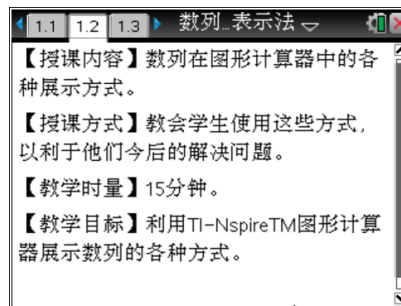 1.1 1.2 1.3 数列…表示法
【授课内容】数列在图形计算器中的各
种展示方式。
【授课方式】教会学生使用这些方式，
以利于他们今后的解决问题。
【教学时量】15分钟。
【教学目标】利用TI-NspireTM图形计算
器展示数列的各种方式。